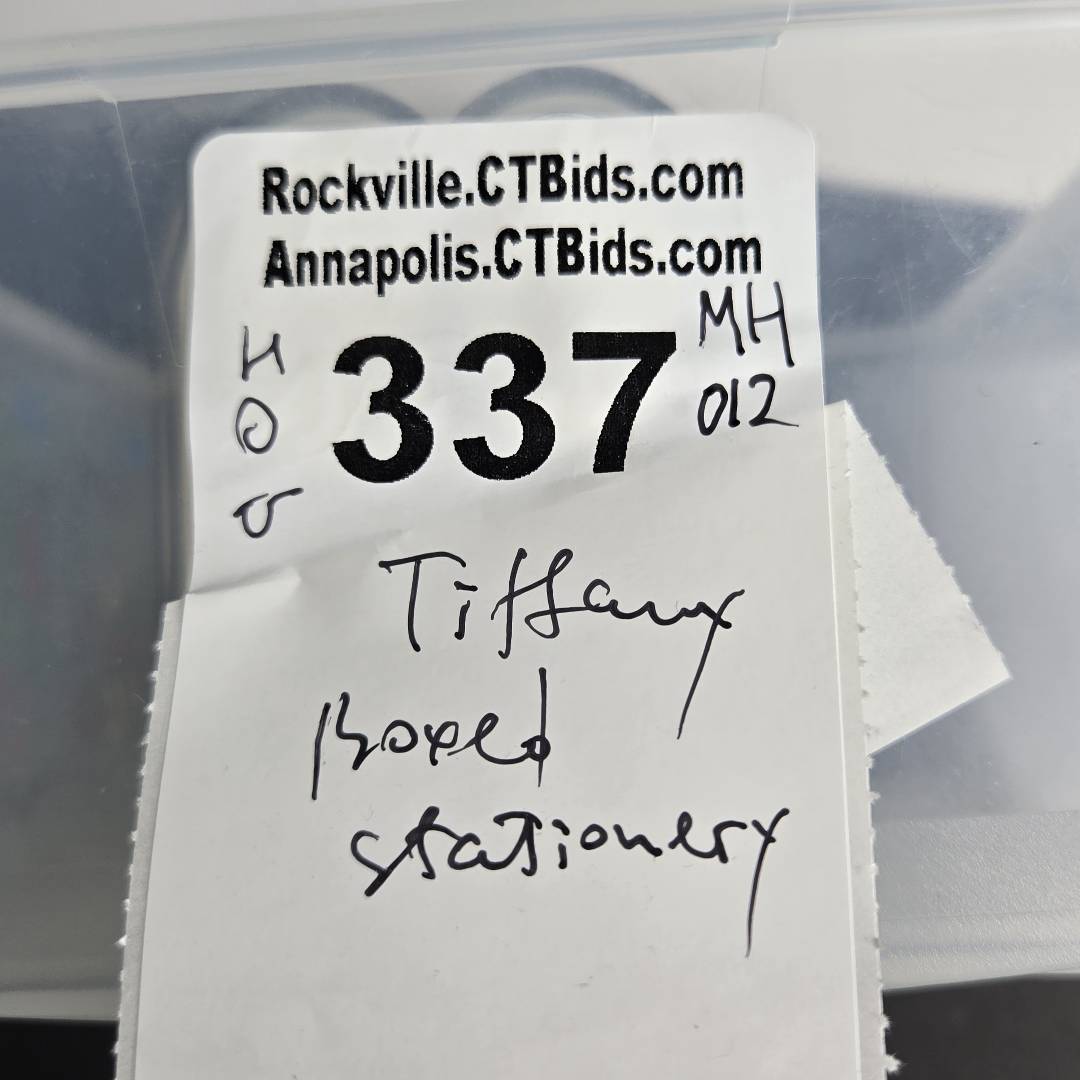 Rockville.CTBids.com
Annapolis.CTBids.com
337
MH
012
H
O
Tiffany
Boxed
stationery